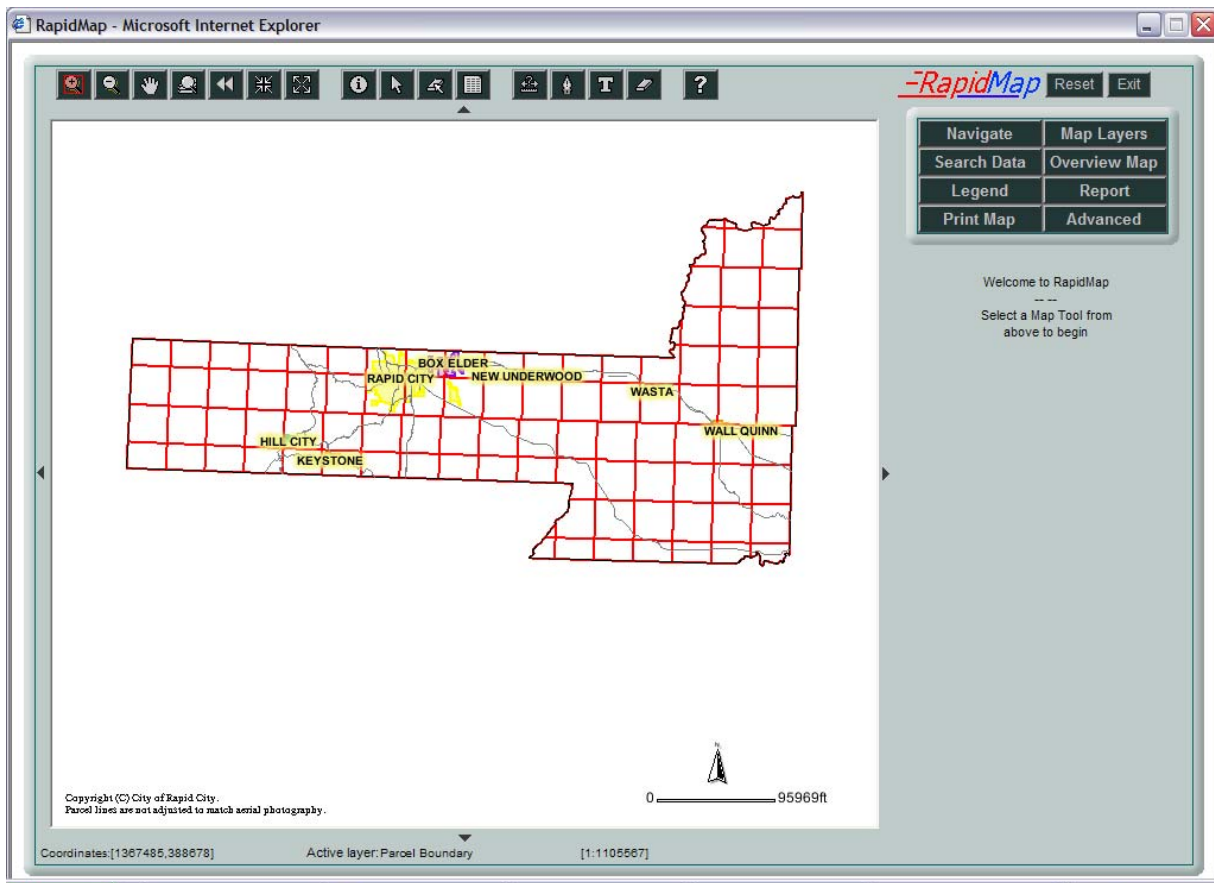 RapidMap - Microsoft Internet Explorer
i T ?
RapidMap Reset Exit
Navigate Map Layers
Search Data Overview Map
Legend Report
Print Map Advanced
Welcome to RapidMap
-- --
Select a Map Tool from
above to begin
BOX ELDER
RAPID CITY NEW UNDERWOOD
WASTA
WALL QUINN
HILL CITY
KEYSTONE
N
0 95969ft
Copyright (C) City of Rapid City.
Parcel lines are not adjusted to match aerial photography.
Coordinates:[1367485,388678] Active layer: Parcel Boundary [1:1105567]